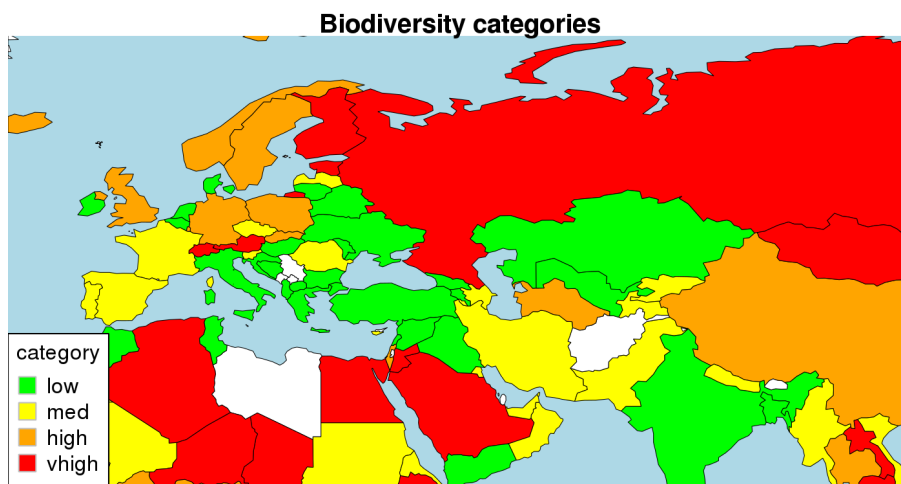 Biodiversity categories
category
low
med
high
vhigh